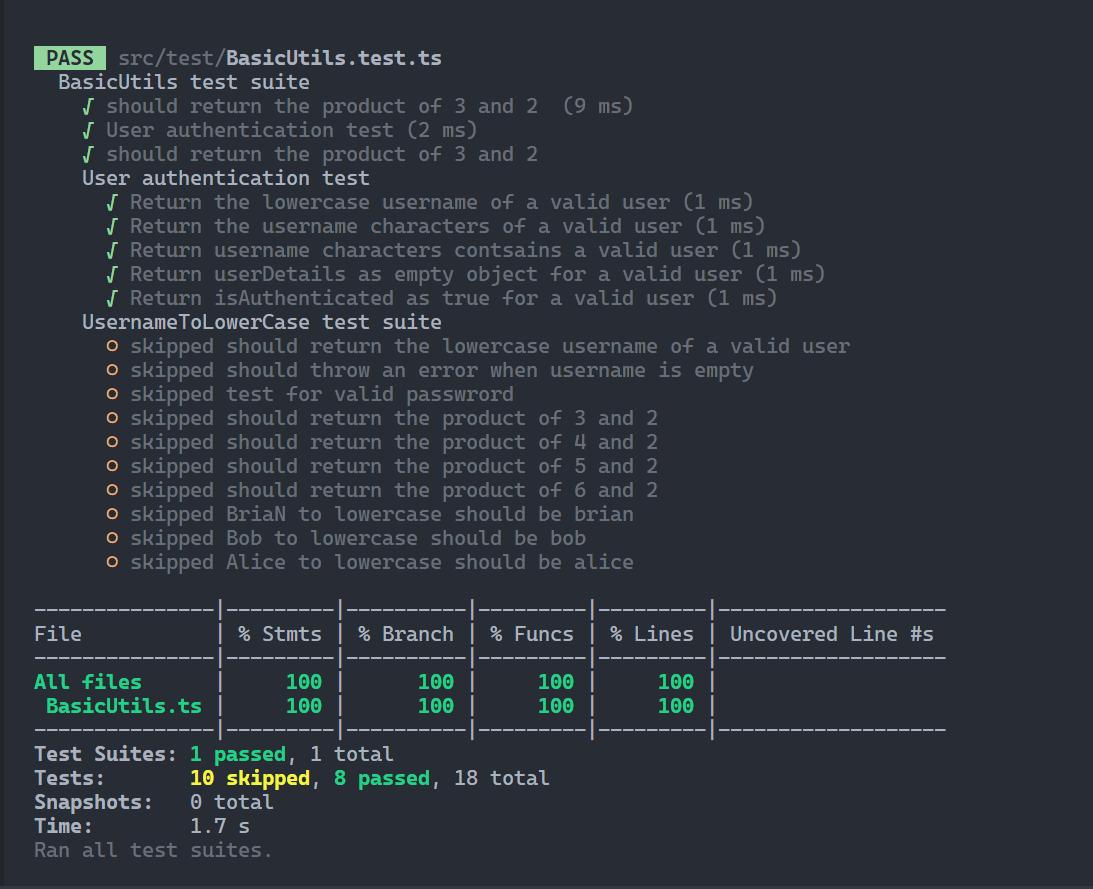 PASS src/test/BasicUtils.test.ts
BasicUtils test suite
√ should return the product of 3 and 2  (9 ms)
√ User authentication test (2 ms)
√ should return the product of 3 and 2
User authentication test
√ Return the lowercase username of a valid user (1 ms)
√ Return the username characters of a valid user (1 ms)
√ Return username characters contsains a valid user (1 ms)
√ Return userDetails as empty object for a valid user (1 ms)
√ Return isAuthenticated as true for a valid user (1 ms)
UsernameToLowerCase test suite
○ skipped should return the lowercase username of a valid user
○ skipped should throw an error when username is empty
○ skipped test for valid passwrord
○ skipped should return the product of 3 and 2
○ skipped should return the product of 4 and 2
○ skipped should return the product of 5 and 2
○ skipped should return the product of 6 and 2
○ skipped BriaN to lowercase should be brian
○ skipped Bob to lowercase should be bob
○ skipped Alice to lowercase should be alice
---------------|---------|----------|---------|---------|-------------------
File           | % Stmts | % Branch | % Funcs | % Lines | Uncovered Line #s
---------------|---------|----------|---------|---------|-------------------
All files      |     100 |      100 |     100 |     100 |
 BasicUtils.ts |     100 |      100 |     100 |     100 |
---------------|---------|----------|---------|---------|-------------------
Test Suites: 1 passed, 1 total
Tests:       10 skipped, 8 passed, 18 total
Snapshots:   0 total
Time:        1.7 s
Ran all test suites.